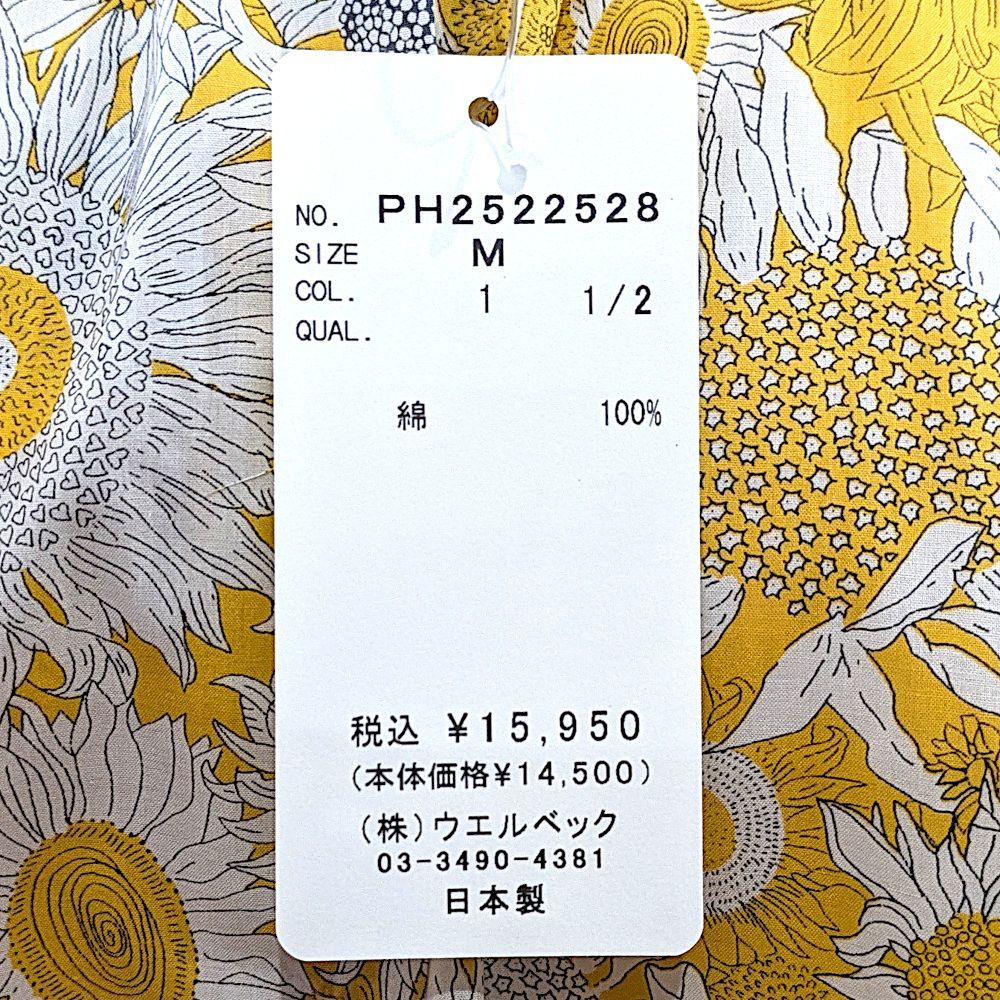 NO. PH2522528
SIZE M
COL. 1 1/2
QUAL.
綿 100%
税込 ¥15,950
(本体価格¥14,500)
(株)ウエルベック
03-3490-4381
日本製